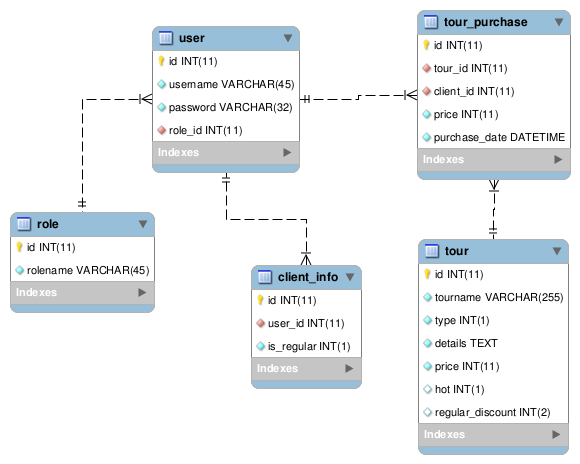 user
id INT(11)
username VARCHAR(45)
password VARCHAR(32)
role_id INT(11)
Indexes
tour_purchase
id INT(11)
tour_id INT(11)
client_id INT(11)
price INT(11)
purchase_date DATETIME
Indexes
role
id INT(11)
rolename VARCHAR(45)
Indexes
client_info
id INT(11)
user_id INT(11)
is_regular INT(1)
Indexes
tour
id INT(11)
tourname VARCHAR(255)
type INT(1)
details TEXT
price INT(11)
hot INT(1)
regular_discount INT(2)
Indexes